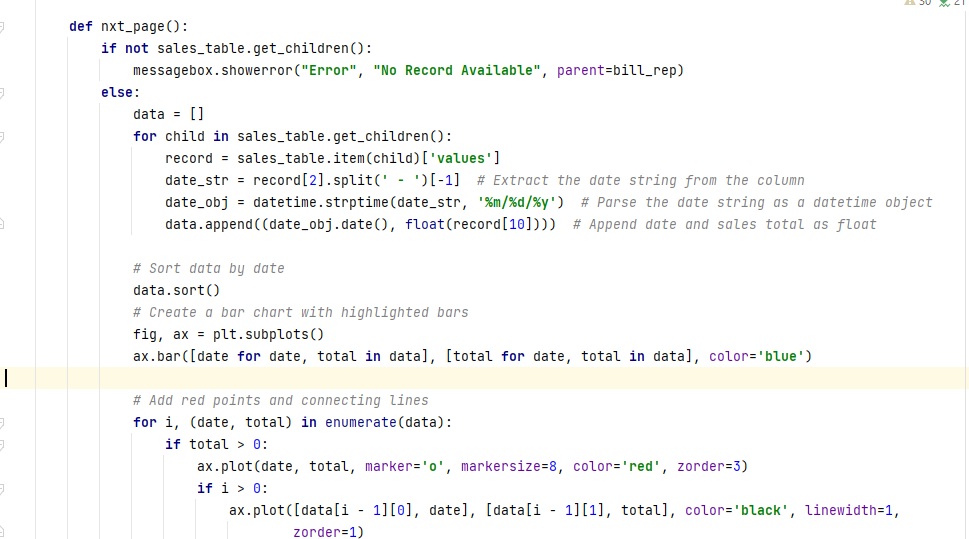 30 21
def nxt_page():
    if not sales_table.get_children():
        messagebox.showerror("Error", "No Record Available", parent=bill_rep)
    else:
        data = []
        for child in sales_table.get_children():
            record = sales_table.item(child)['values']
            date_str = record[2].split(' - ')[-1]  # Extract the date string from the column
            date_obj = datetime.strptime(date_str, '%m/%d/%y')  # Parse the date string as a datetime object
            data.append((date_obj.date(), float(record[10])))  # Append date and sales total as float
        # Sort data by date
        data.sort()
        # Create a bar chart with highlighted bars
        fig, ax = plt.subplots()
        ax.bar([date for date, total in data], [total for date, total in data], color='blue')
        # Add red points and connecting lines
        for i, (date, total) in enumerate(data):
            if total > 0:
                ax.plot(date, total, marker='o', markersize=8, color='red', zorder=3)
                if i > 0:
                    ax.plot([data[i - 1][0], date], [data[i - 1][1], total], color='black', linewidth=1,
                            zorder=1)